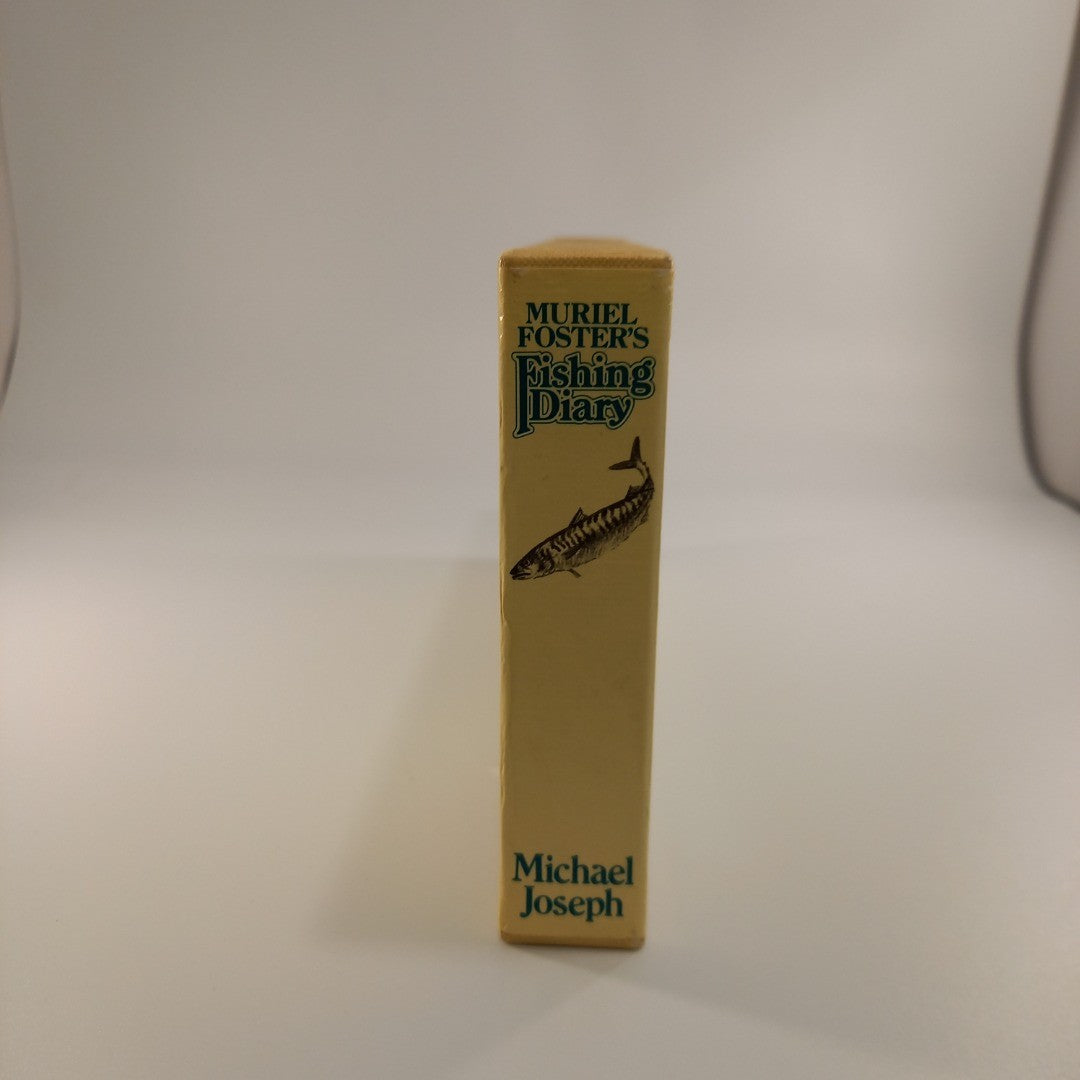 MURIEL
FOSTER'S
Fishing
Diary
Michael
Joseph